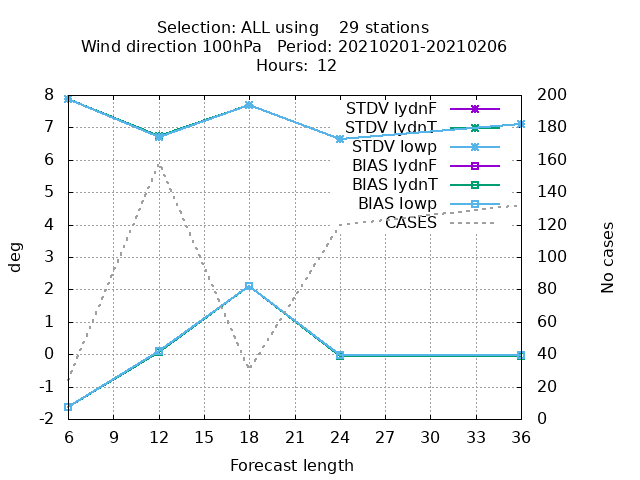 Selection: ALL using    29 stations
Wind direction 100hPa   Period: 20210201-20210206
Hours:  12
8
7
6
5
4
3
2
1
0
-1
-2
deg
200
180
160
140
120
100
80
60
40
20
0
No cases
STDV lydnF
STDV lydnT
STDV lowp
BIAS lydnF
BIAS lydnT
BIAS lowp
CASES
6 9 12 15 18 21 24 27 30 33 36
Forecast length